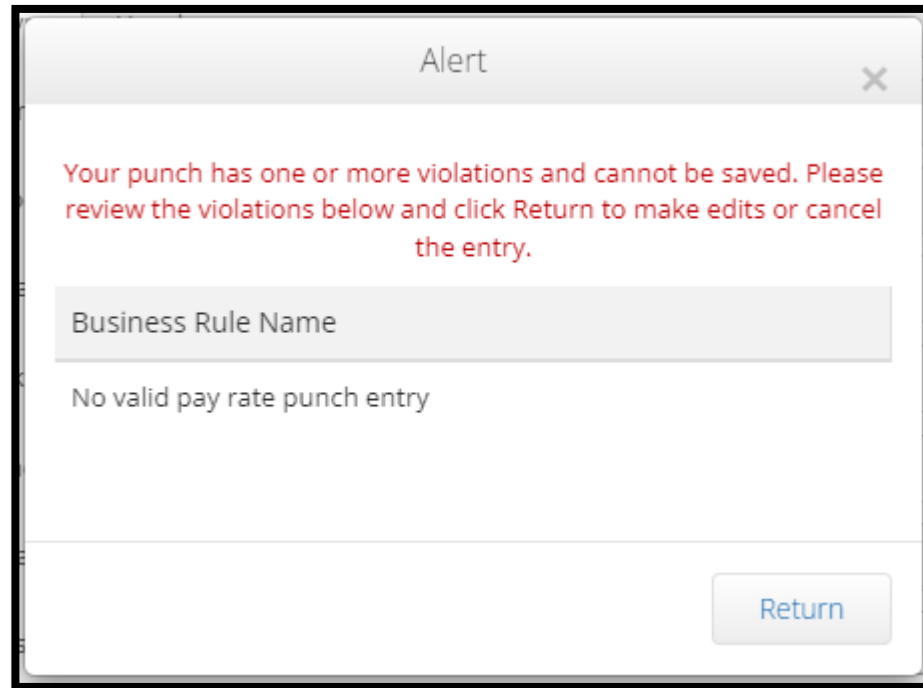 Alert
Your punch has one or more violations and cannot be saved. Please
review the violations below and click Return to make edits or cancel
the entry.
Business Rule Name
No valid pay rate punch entry
Return